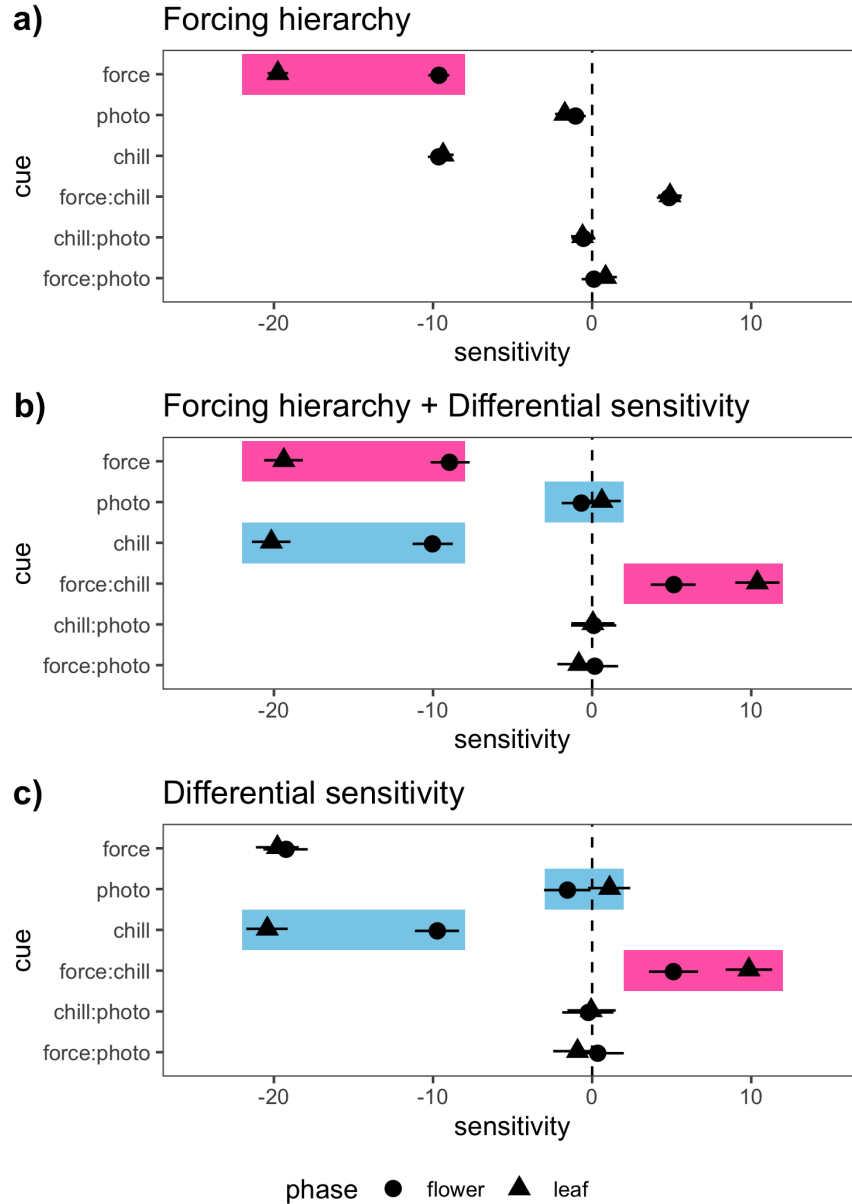 a) Forcing hierarchy
cue
force
photo
chill
force:chill
chill:photo
force:photo
-20 -10 0 10
sensitivity
b) Forcing hierarchy + Differential sensitivity
cue
force
photo
chill
force:chill
chill:photo
force:photo
-20 -10 0 10
sensitivity
c) Differential sensitivity
cue
force
photo
chill
force:chill
chill:photo
force:photo
-20 -10 0 10
sensitivity
phase flower leaf